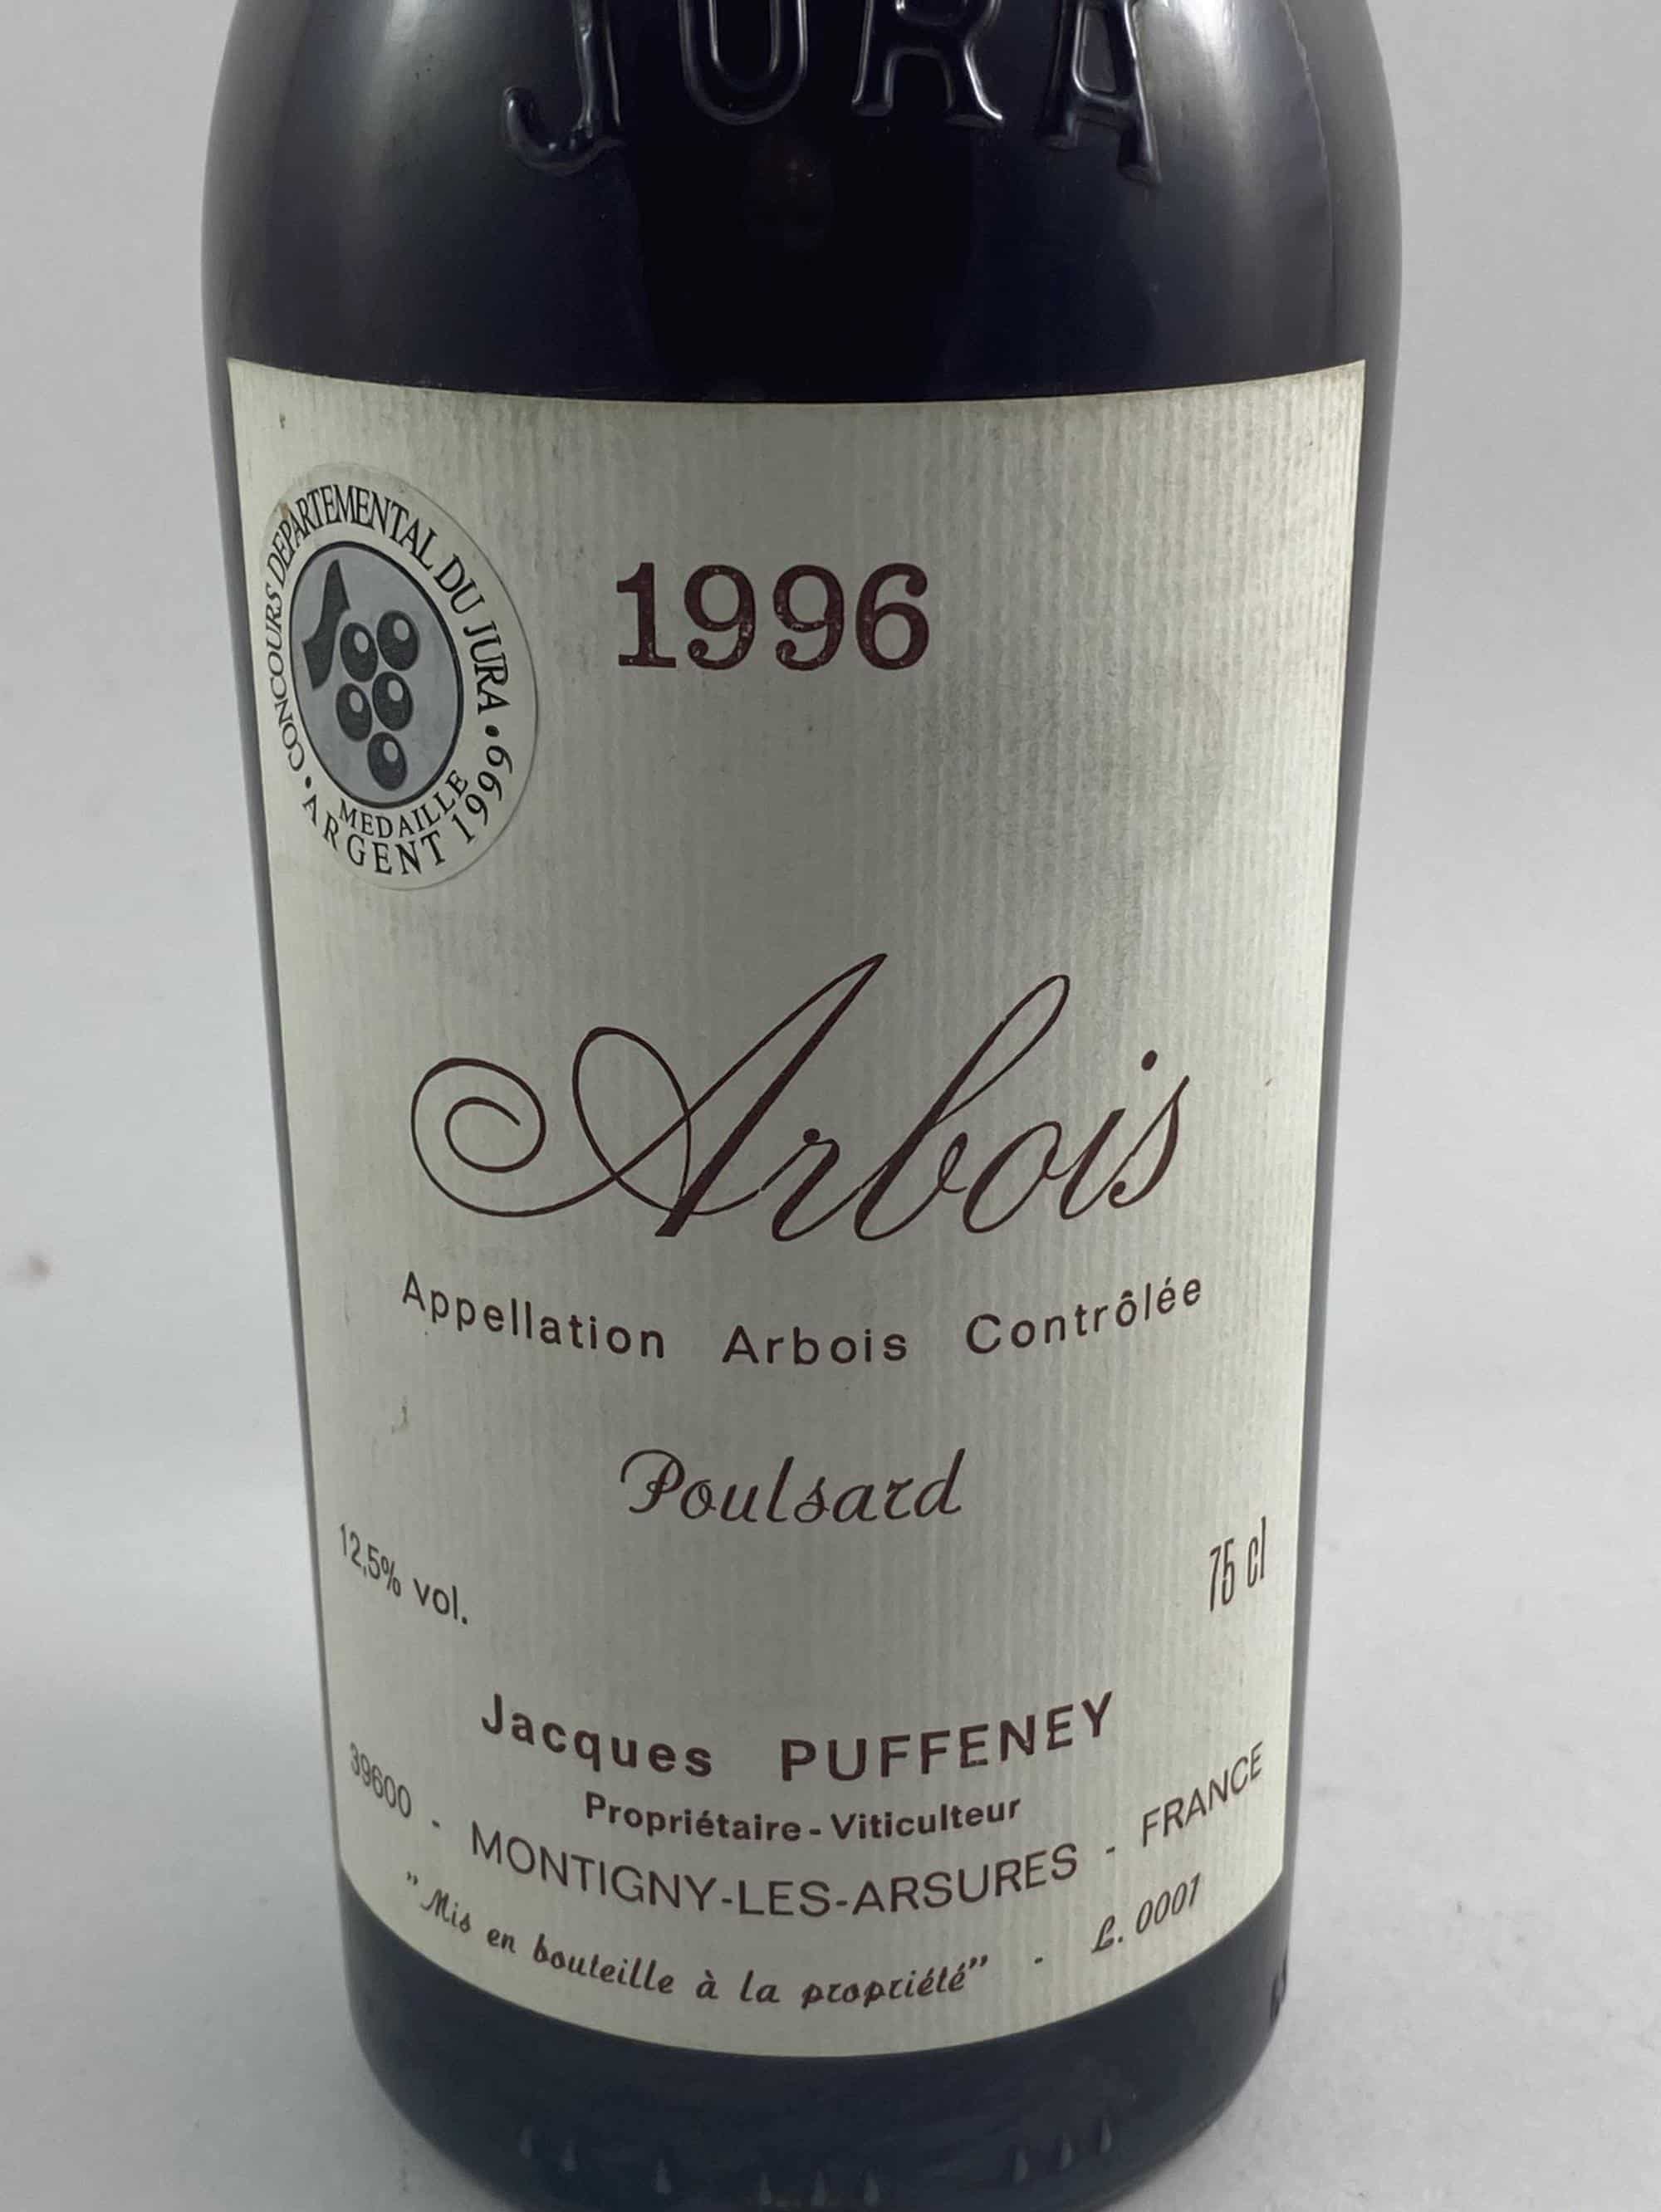 JURA
CONCOURS DEPARTEMENTAL DU JURA • 
MEDAILLE
ARGENT 1999 •
1996
Arbois
Appellation Arbois Contrôlée
Poulsard
12,5% vol.
75 cl
Jacques PUFFENEY
Propriétaire - Viticulteur
39600 - MONTIGNY-LES-ARSURES - FRANCE
"Mis en bouteille à la propriété" - L. 0001